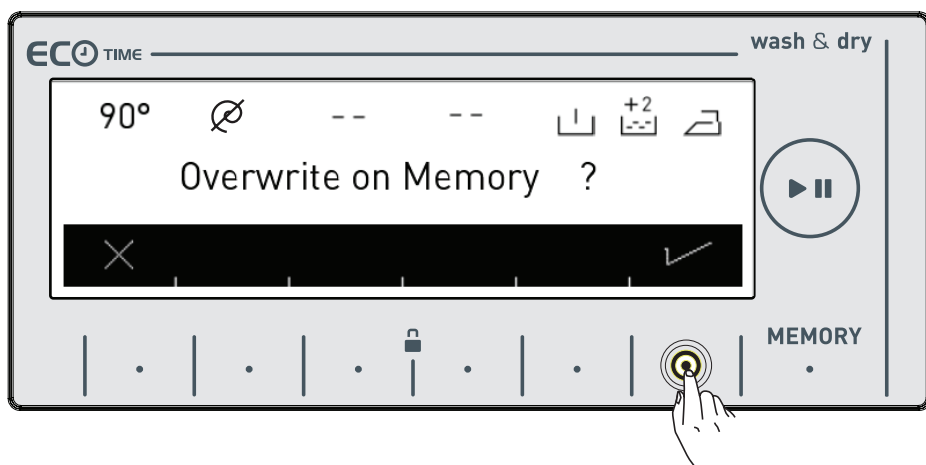 ECO TIME
wash & dry
90° -- --
+2
Overwrite on Memory ?
MEMORY